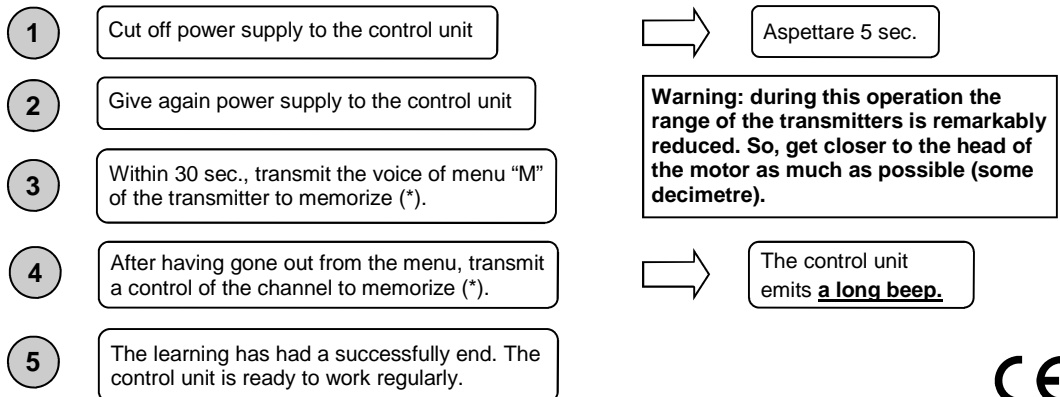 1
Cut off power supply to the control unit
Aspettare 5 sec.
2
Give again power supply to the control unit
Warning: during this operation the
range of the transmitters is remarkably
reduced. So, get closer to the head of
the motor as much as possible (some
decimetre).
3
Within 30 sec., transmit the voice of menu “M”
of the transmitter to memorize (*).
4
After having gone out from the menu, transmit
a control of the channel to memorize (*).
The control unit
emits a long beep.
5
The learning has had a successfully end. The
control unit is ready to work regularly.
CE